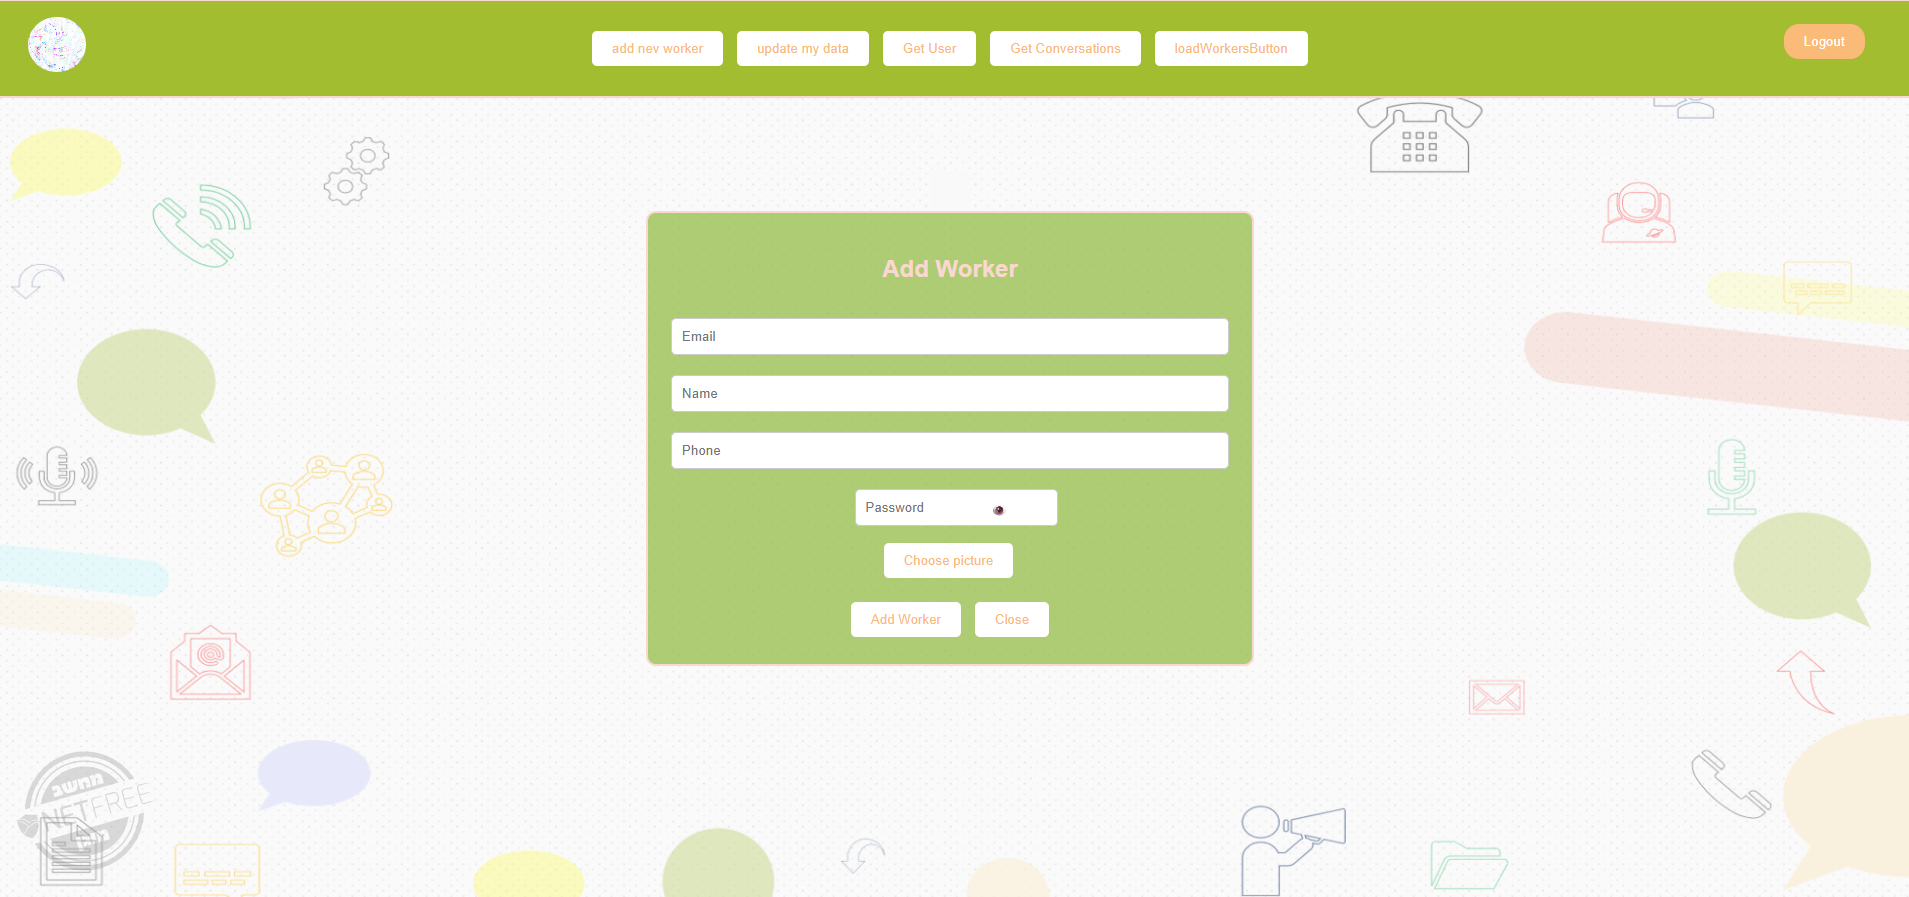 add nev worker
update my data
Get User
Get Conversations
loadWorkersButton
Logout
Add Worker
Email
Name
Phone
Password
Choose picture
Add Worker
Close
@
NETFREE